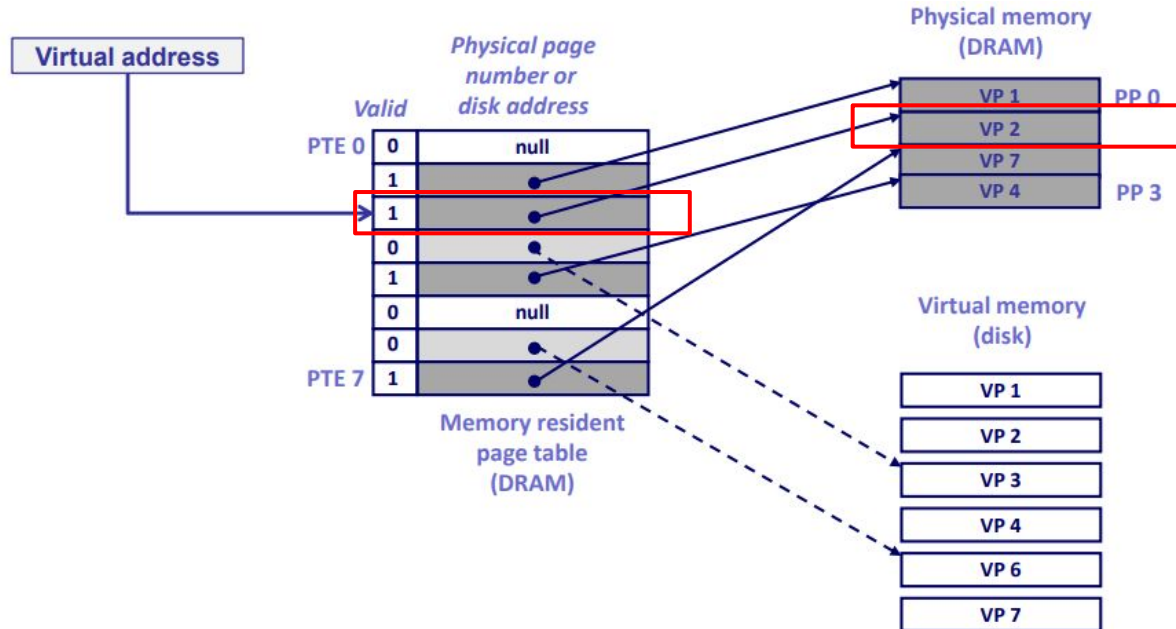 Virtual address
Physical page
number or
disk address
Valid
PTE 0
0
null
1
1
0
1
0
null
0
PTE 7
1
Memory resident
page table
(DRAM)
Physical memory
(DRAM)
VP 1
PP 0
VP 2
VP 7
VP 4
PP 3
Virtual memory
(disk)
VP 1
VP 2
VP 3
VP 4
VP 6
VP 7